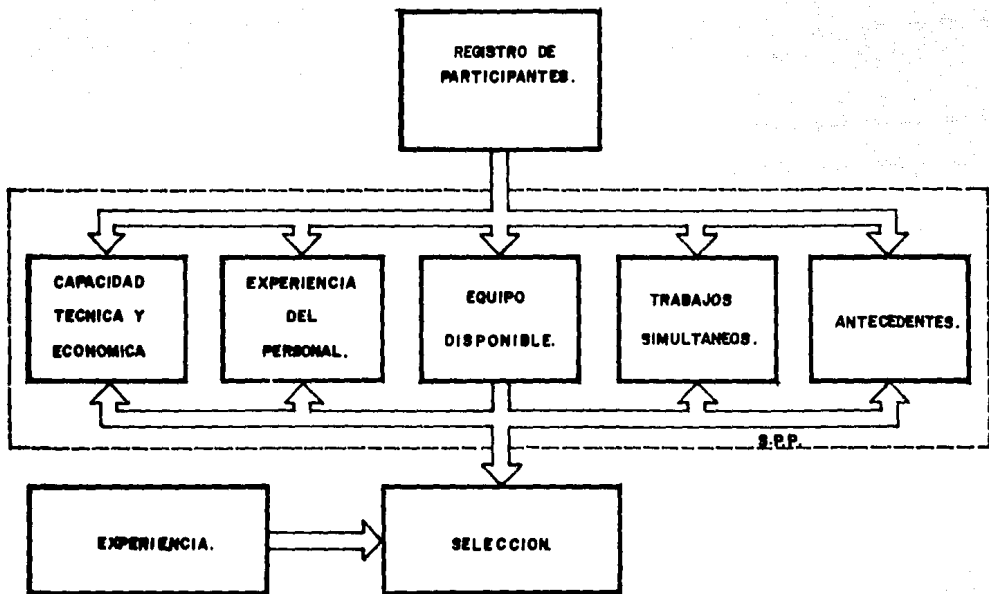 REGISTRO DE
PARTICIPANTES.
CAPACIDAD
TECNICA Y
ECONOMICA
EXPERIENCIA
DEL
PERSONAL.
EQUIPO
DISPONIBLE.
TRABAJOS
SIMULTANEOS.
ANTECEDENTES.
S.P.P.
EXPERIENCIA.
SELECCION.